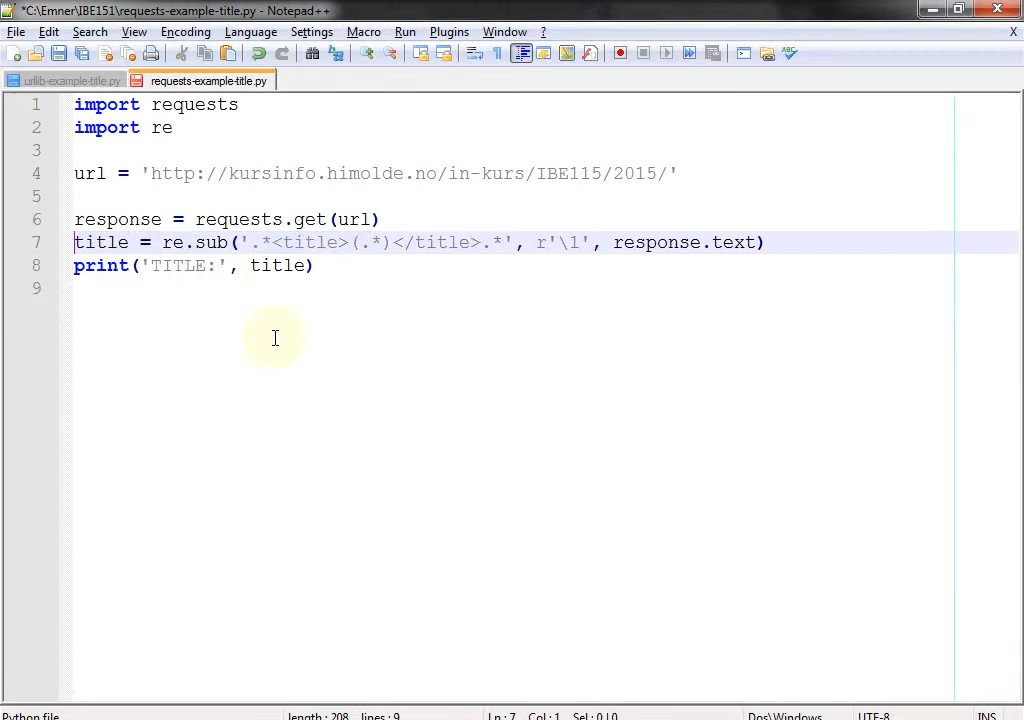 *C:\Emner\IBE151\requests-example-title.py - Notepad++
File Edit Search View Encoding Language Settings Macro Run Plugins Window ? X
urllib-example-title.py requests-example-title.py
1 import requests
2 import re
3
4 url = 'http://kursinfo.himolde.no/in-kurs/IBE115/2015/'
5
6 response = requests.get(url)
7 title = re.sub('.*<title>(.*)</title>.*', r'\1', response.text)
8 print('TITLE:', title)
9
Python file length : 208 lines : 9 Ln : 7 Col : 1 Sel : 0 | 0 Dos\Windows UTF-8 INS